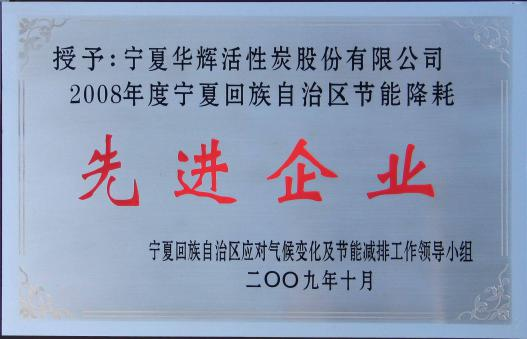 授予：宁夏华辉活性炭股份有限公司
2008年度宁夏回族自治区节能降耗
先进企业
宁夏回族自治区应对气候变化及节能减排工作领导小组
二〇〇九年十月